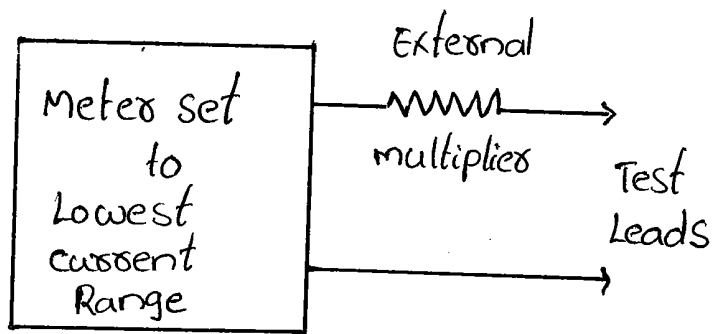 Meter set
to
Lowest
current
Range
External
multiplier
Test
Leads